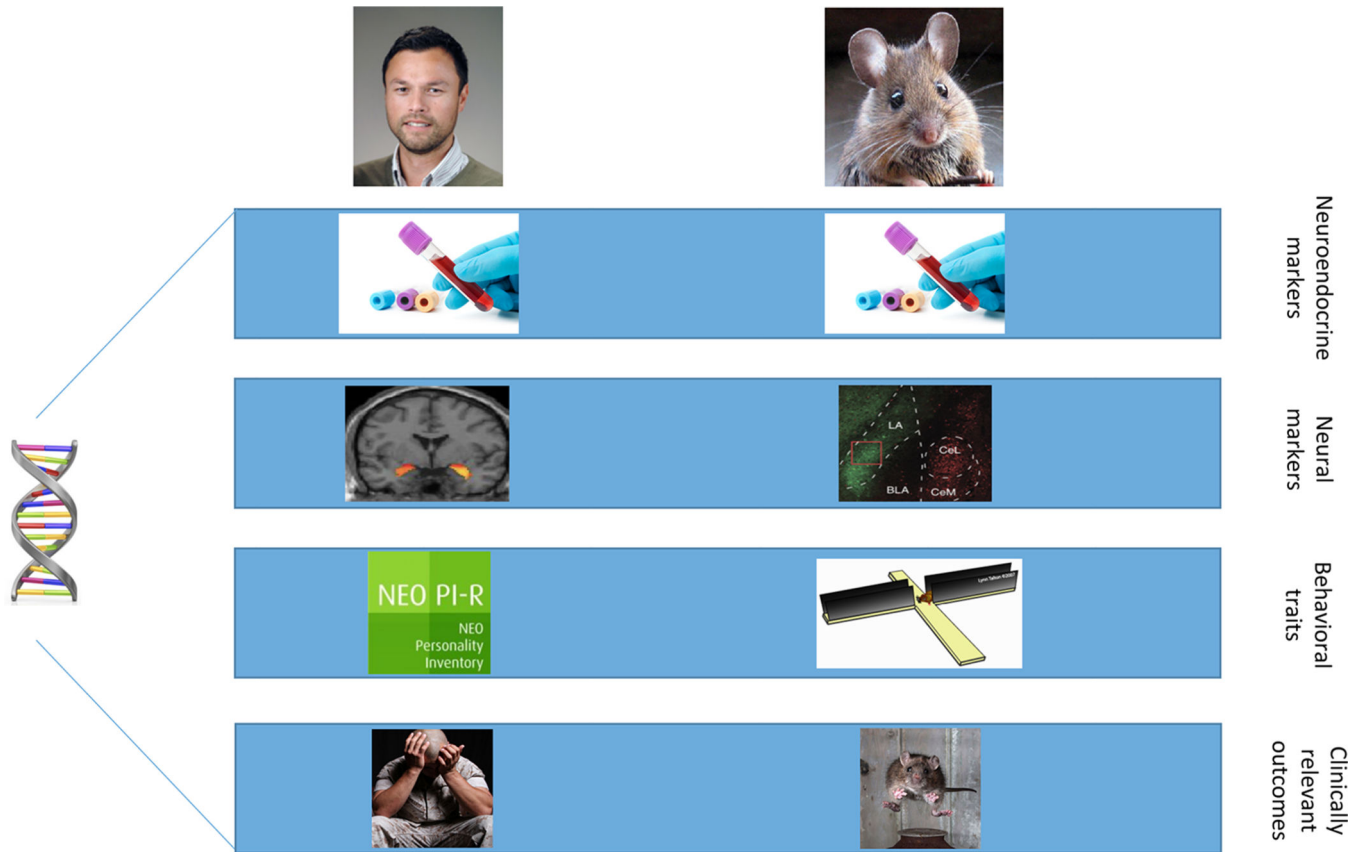 Neuroendocrine
markers
LA
CeL
BLA
CeM
Neural
markers
NEO PI-R
NEO
Personality
Inventory
Behavioral
traits
Clinically
relevant
outcomes